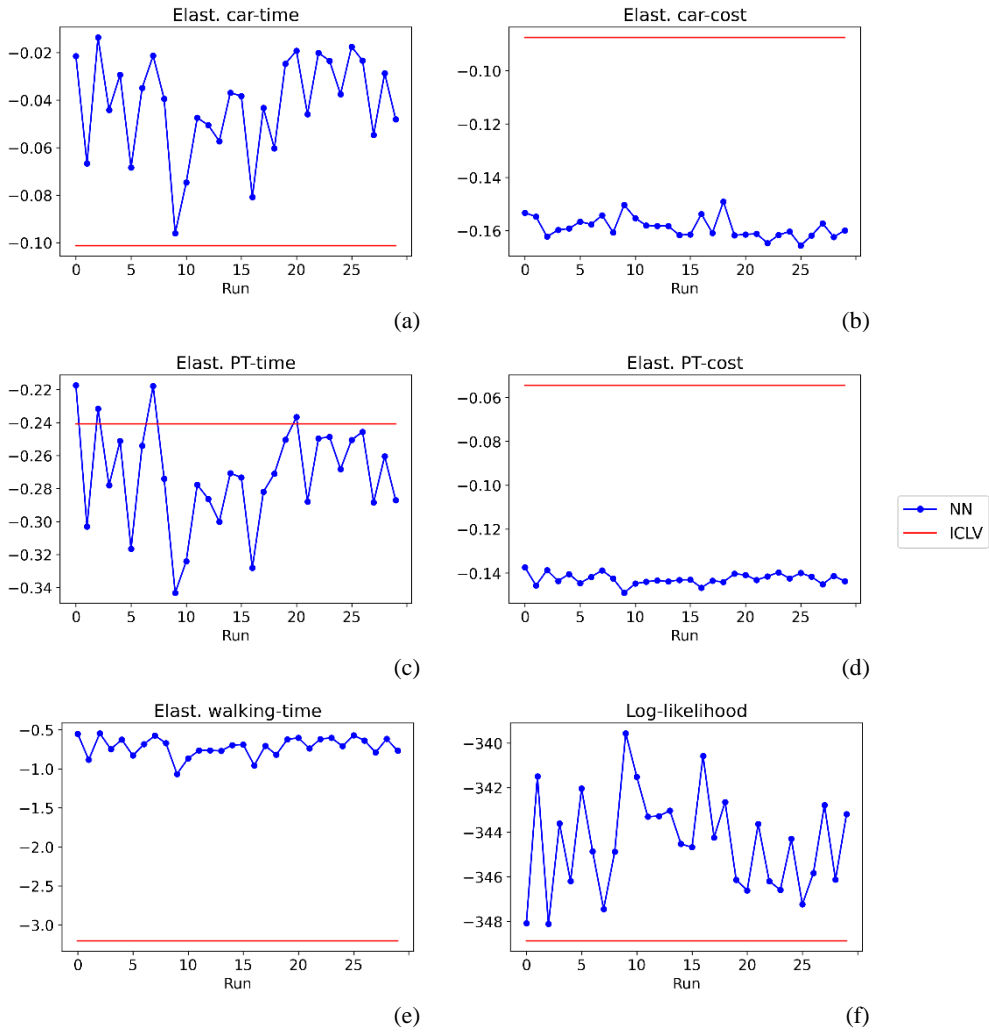 Elast. car-time
−0.02
−0.04
−0.06
−0.08
−0.10
0 5 10 15 20 25
Run
(a)
Elast. car-cost
−0.10
−0.12
−0.14
−0.16
0 5 10 15 20 25
Run
(b)
Elast. PT-time
−0.22
−0.24
−0.26
−0.28
−0.30
−0.32
−0.34
0 5 10 15 20 25
Run
(c)
Elast. PT-cost
−0.06
−0.08
−0.10
−0.12
−0.14
0 5 10 15 20 25
Run
(d)
NN
ICLV
Elast. walking-time
−0.5
−1.0
−1.5
−2.0
−2.5
−3.0
0 5 10 15 20 25
Run
(e)
Log-likelihood
−340
−342
−344
−346
−348
0 5 10 15 20 25
Run
(f)